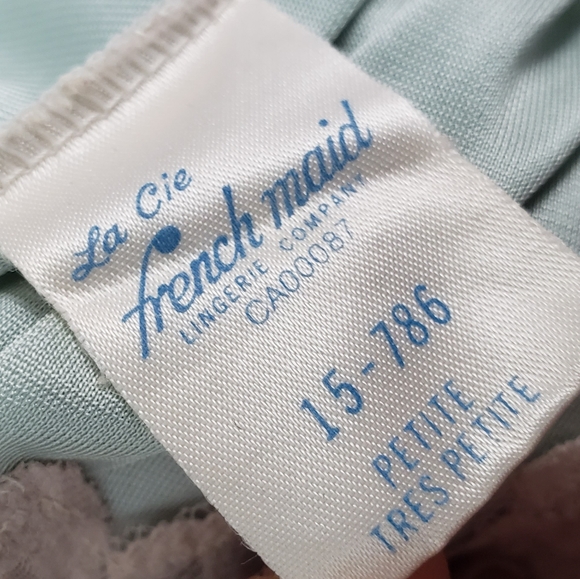 La Cie
french maid
LINGERIE COMPANY
CA00087
15-786
PETITE
TRES PETITE